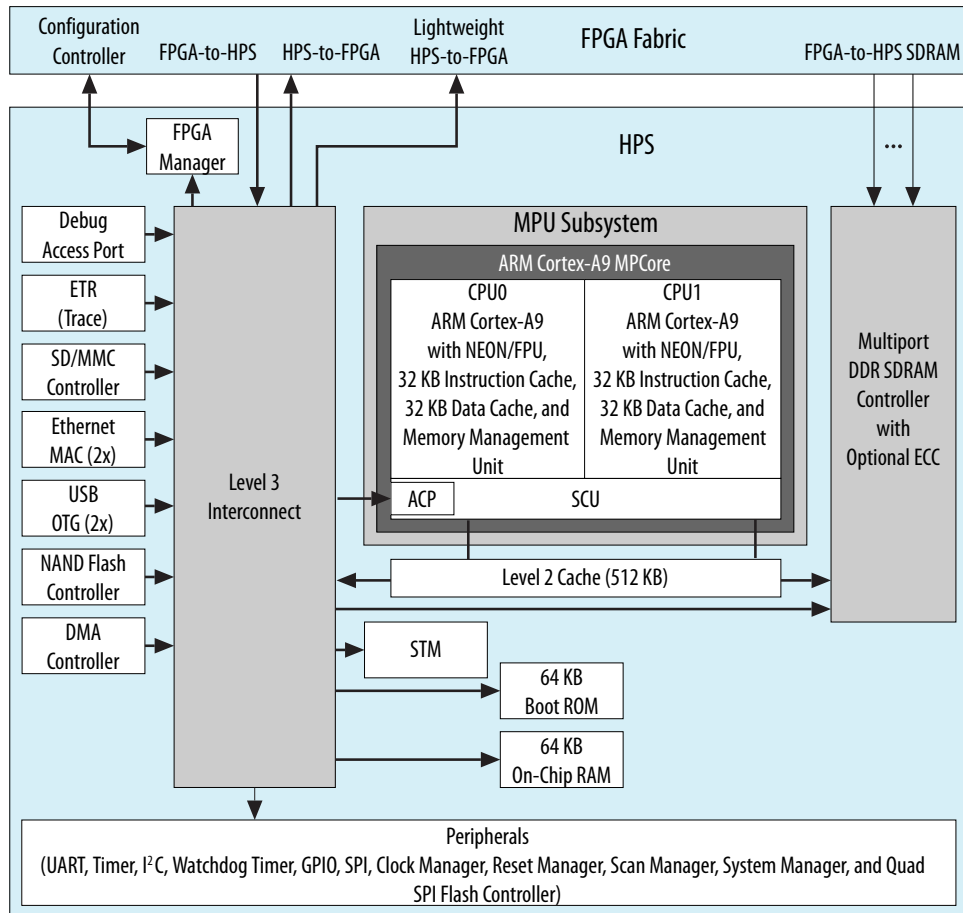 Configuration
Controller
FPGA-to-HPS
HPS-to-FPGA
Lightweight
HPS-to-FPGA
FPGA Fabric
FPGA-to-HPS SDRAM
HPS
...
FPGA
Manager
Debug
Access Port
ETR
(Trace)
SD/MMC
Controller
Ethernet
MAC (2x)
USB
OTG (2x)
NAND Flash
Controller
DMA
Controller
Level 3
Interconnect
MPU Subsystem
ARM Cortex-A9 MPCore
CPU0
ARM Cortex-A9
with NEON/FPU,
32 KB Instruction Cache,
32 KB Data Cache, and
Memory Management
Unit
CPU1
ARM Cortex-A9
with NEON/FPU,
32 KB Instruction Cache,
32 KB Data Cache, and
Memory Management
Unit
ACP
SCU
Level 2 Cache (512 KB)
Multiport
DDR SDRAM
Controller
with
Optional ECC
STM
64 KB
Boot ROM
64 KB
On-Chip RAM
Peripherals
(UART, Timer, I²C, Watchdog Timer, GPIO, SPI, Clock Manager, Reset Manager, Scan Manager, System Manager, and Quad
SPI Flash Controller)